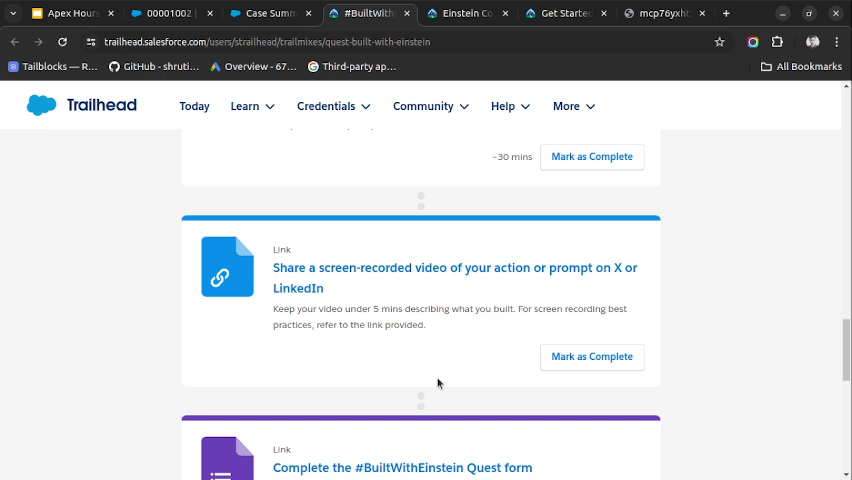 Apex Hours
00001002 |
Case Summ
#BuiltWith
Einstein Co
Get Started
mcp76yxht
trailhead.salesforce.com/users/strailhead/trailmixes/quest-built-with-einstein
Tailblocks — R...
GitHub - shruti...
Overview - 67...
Third-party ap...
All Bookmarks
Trailhead
Today
Learn
Credentials
Community
Help
More
~30 mins
Mark as Complete
Link
Share a screen-recorded video of your action or prompt on X or
LinkedIn
Keep your video under 5 mins describing what you built. For screen recording best
practices, refer to the link provided.
Mark as Complete
Link
Complete the #BuiltWithEinstein Quest form